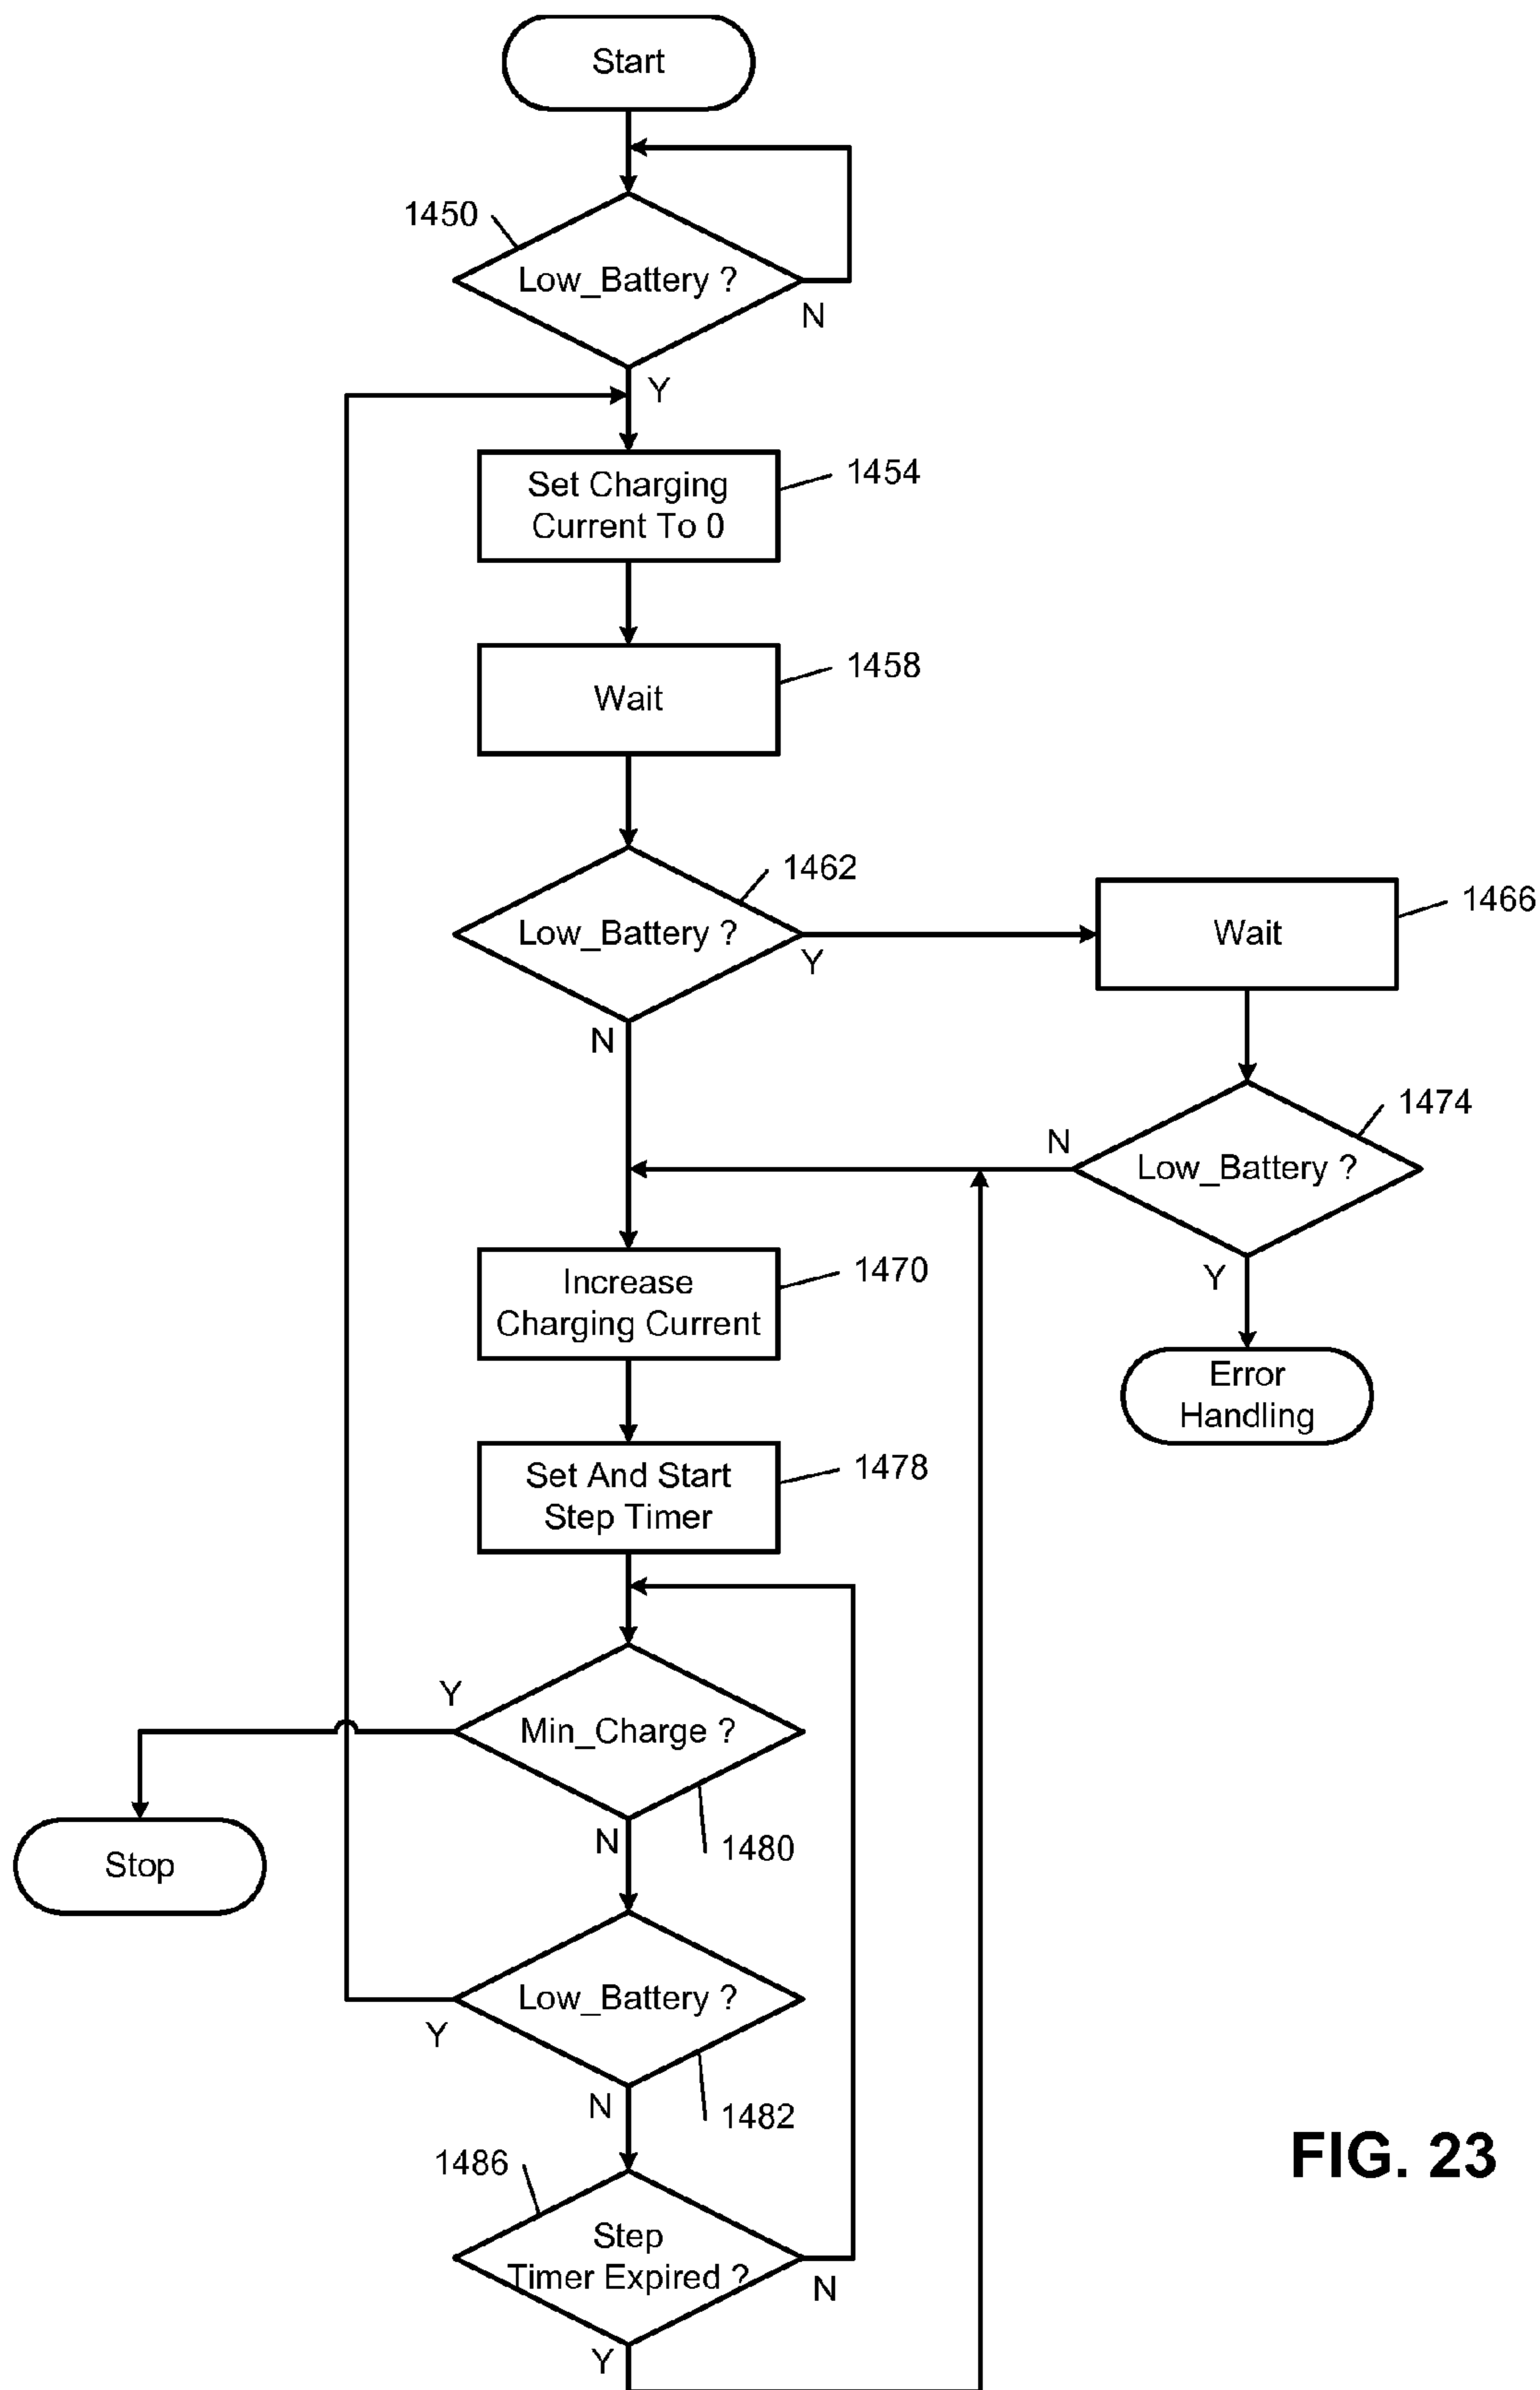 Start
1450
Low_Battery ?
N
Y
Set Charging
Current To 0
1454
Wait
1458
1462
Low_Battery ?
Y
N
Wait
1466
1474
Low_Battery ?
N
Y
Error
Handling
Increase
Charging Current
1470
Set And Start
Step Timer
1478
Y
Min_Charge ?
N
1480
Stop
Low_Battery ?
Y
N
1482
1486
Step
Timer Expired ?
N
Y
FIG. 23